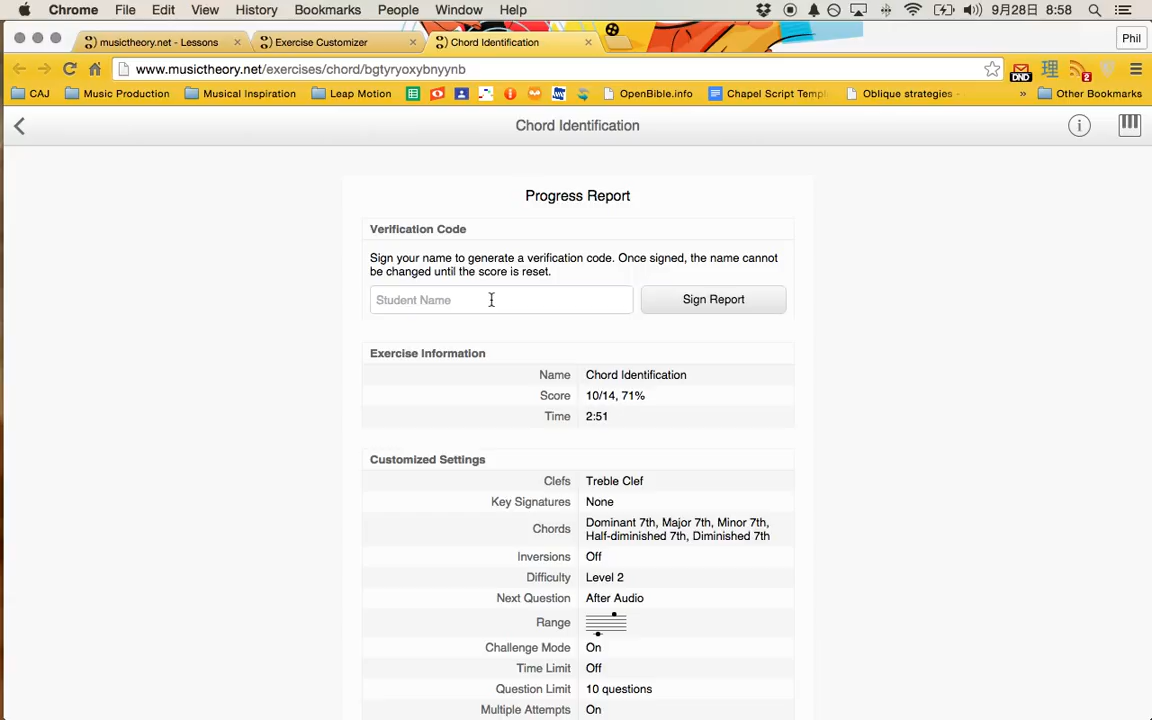 Chrome File Edit View History Bookmarks People Window Help 9月28日 8:58
musictheory.net - Lessons × Exercise Customizer × Chord Identification × Phil
www.musictheory.net/exercises/chord/bgtyryoxybnyynb DND 理 2
CAJ Music Production Musical Inspiration Leap Motion OpenBible.info Chapel Script Templ Oblique strategies - » Other Bookmarks
Chord Identification
Progress Report
Verification Code
Sign your name to generate a verification code. Once signed, the name cannot
be changed until the score is reset.
Student Name Sign Report
Exercise Information
Name Chord Identification
Score 10/14, 71%
Time 2:51
Customized Settings
Clefs Treble Clef
Key Signatures None
Chords Dominant 7th, Major 7th, Minor 7th,
Half-diminished 7th, Diminished 7th
Inversions Off
Difficulty Level 2
Next Question After Audio
Range
Challenge Mode On
Time Limit Off
Question Limit 10 questions
Multiple Attempts On